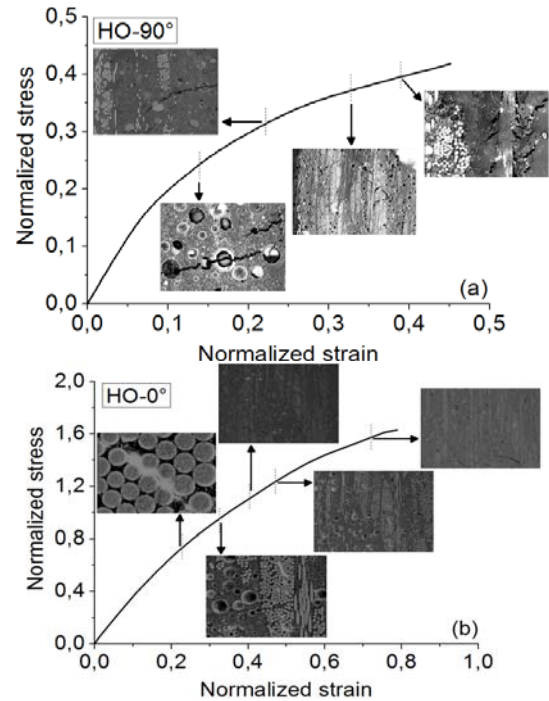 HO-90°
0,5
0,4
0,3
0,2
0,1
0,0
Normalized stress
0,0 0,1 0,2 0,3 0,4 0,5
Normalized strain
(a)
HO-0°
2,0
1,6
1,2
0,8
0,4
0,0
Normalized stress
0,0 0,2 0,4 0,6 0,8 1,0
Normalized strain
(b)